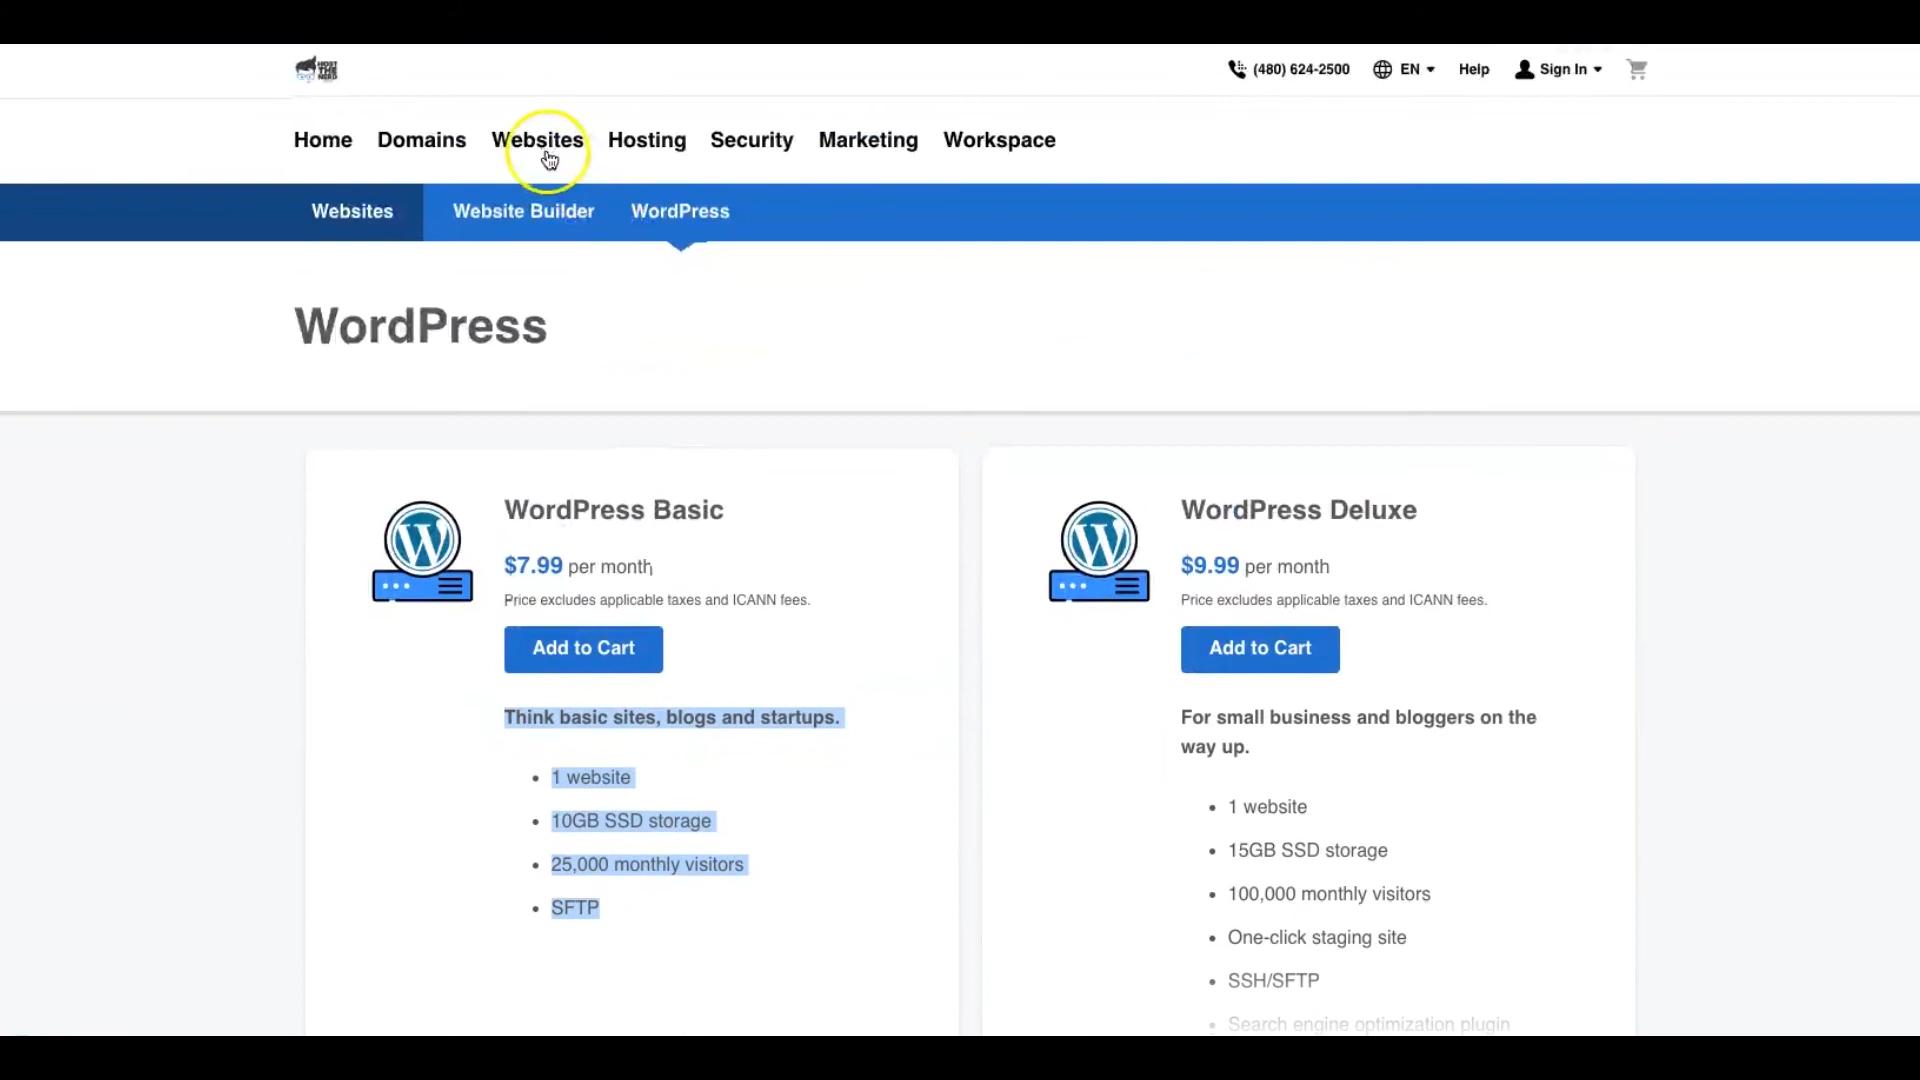 HOST
THE
NERD
(480) 624-2500 EN Help Sign In
Home Domains Websites Hosting Security Marketing Workspace
Websites Website Builder WordPress
WordPress
WordPress Basic
$7.99 per month
Price excludes applicable taxes and ICANN fees.
Add to Cart
Think basic sites, blogs and startups.
• 1 website
• 10GB SSD storage
• 25,000 monthly visitors
• SFTP
WordPress Deluxe
$9.99 per month
Price excludes applicable taxes and ICANN fees.
Add to Cart
For small business and bloggers on the
way up.
• 1 website
• 15GB SSD storage
• 100,000 monthly visitors
• One-click staging site
• SSH/SFTP
• Search engine optimization plugin